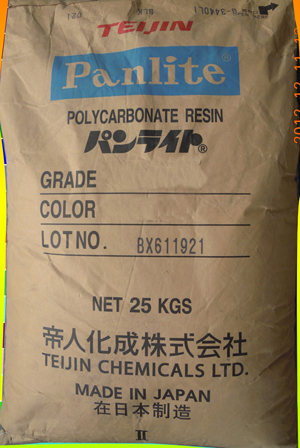 TEIJIN
Panlite®
POLYCARBONATE RESIN
パンライト®
GRADE
COLOR
LOT NO. BX611921
NET 25 KGS
帝人化成株式会社
TEIJIN CHEMICALS LTD.
MADE IN JAPAN
在日本制造
II